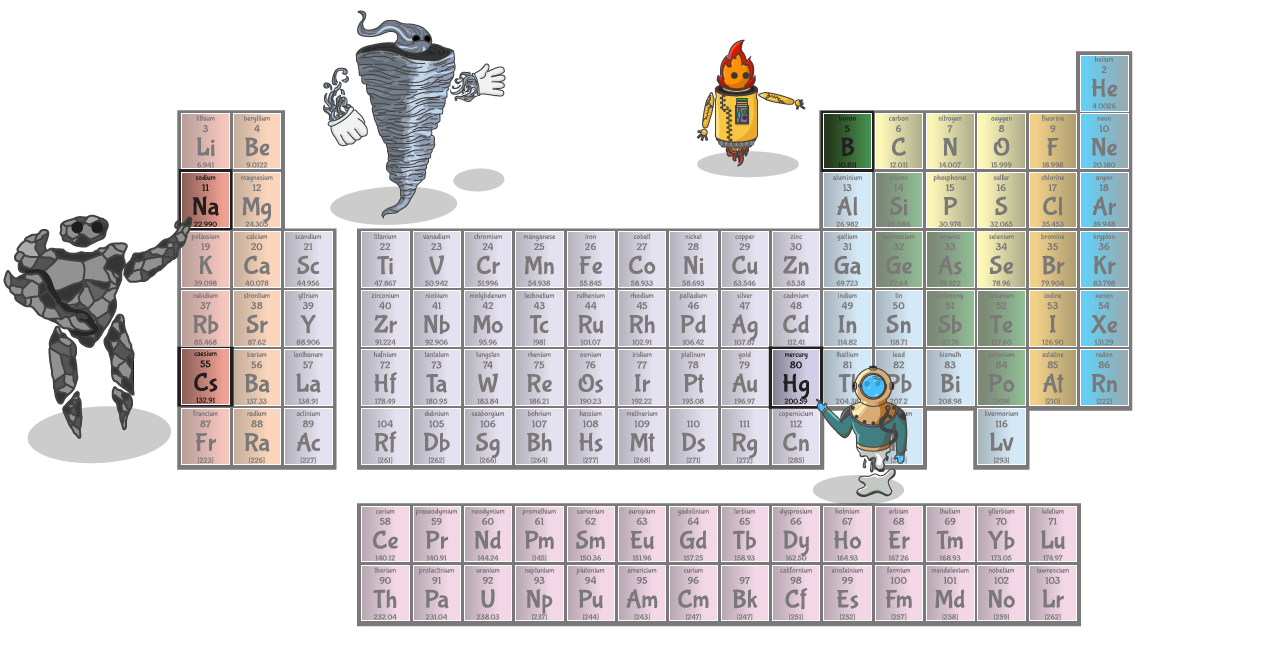 helium
2
He
4.0026
lithium beryllium boron carbon nitrogen oxygen fluorine neon
3 4 5 6 7 8 9 10
Li Be B C N O F Ne
6.941 9.0122 10.811 12.011 14.007 15.999 18.998 20.180
sodium magnesium aluminium silicon phosphorus sulfur chlorine argon
11 12 13 14 15 16 17 18
Na Mg Al Si P S Cl Ar
22.990 24.305 26.982 28.086 30.974 32.065 35.453 39.948
potassium calcium scandium titanium vanadium chromium manganese iron cobalt nickel copper zinc gallium germanium arsenic selenium bromine krypton
19 20 21 22 23 24 25 26 27 28 29 30 31 32 33 34 35 36
K Ca Sc Ti V Cr Mn Fe Co Ni Cu Zn Ga Ge As Se Br Kr
39.098 40.078 44.956 47.867 50.942 51.996 54.938 55.845 58.933 58.693 63.546 65.38 69.723 72.64 74.922 78.96 79.904 83.798
rubidium strontium yttrium zirconium niobium molybdenum technetium ruthenium rhodium palladium silver cadmium indium tin antimony tellurium iodine xenon
37 38 39 40 41 42 43 44 45 46 47 48 49 50 51 52 53 54
Rb Sr Y Zr Nb Mo Tc Ru Rh Pd Ag Cd In Sn Sb Te I Xe
85.468 87.62 88.906 91.224 92.906 95.96 [98] 101.07 102.91 106.42 107.87 112.41 114.82 118.71 121.76 127.60 126.90 131.29
caesium barium lanthanum hafnium tantalum tungsten rhenium osmium iridium platinum gold mercury thallium lead bismuth polonium astatine radon
55 56 57 72 73 74 75 76 77 78 79 80 81 82 83 84 85 86
Cs Ba La Hf Ta W Re Os Ir Pt Au Hg Pb Bi Po At Rn
132.91 137.33 138.91 178.49 180.95 183.84 186.21 190.23 192.22 195.08 196.97 200.59 207.2 208.98 [209] [210] [222]
francium radium actinium dubnium seaborgium bohrium hassium meitnerium copernicium livermorium
87 88 89 104 105 106 107 108 109 110 111 112 116
Fr Ra Ac Rf Db Sg Bh Hs Mt Ds Rg Cn Lv
[223] [226] [227] [261] [262] [266] [264] [277] [268] [271] [272] [285] [293]
cerium praseodymium neodymium promethium samarium europium gadolinium terbium dysprosium holmium erbium thulium ytterbium lutetium
58 59 60 61 62 63 64 65 66 67 68 69 70 71
Ce Pr Nd Pm Sm Eu Gd Tb Dy Ho Er Tm Yb Lu
140.12 140.91 144.24 [145] 150.36 151.96 157.25 158.93 162.50 164.93 167.26 168.93 173.05 174.97
thorium protactinium uranium neptunium plutonium americium curium californium einsteinium fermium mendelevium nobelium lawrencium
90 91 92 93 94 95 96 97 98 99 100 101 102 103
Th Pa U Np Pu Am Cm Bk Cf Es Fm Md No Lr
232.04 231.04 238.03 [237] [244] [243] [247] [247] [251] [252] [257] [258] [259] [262]